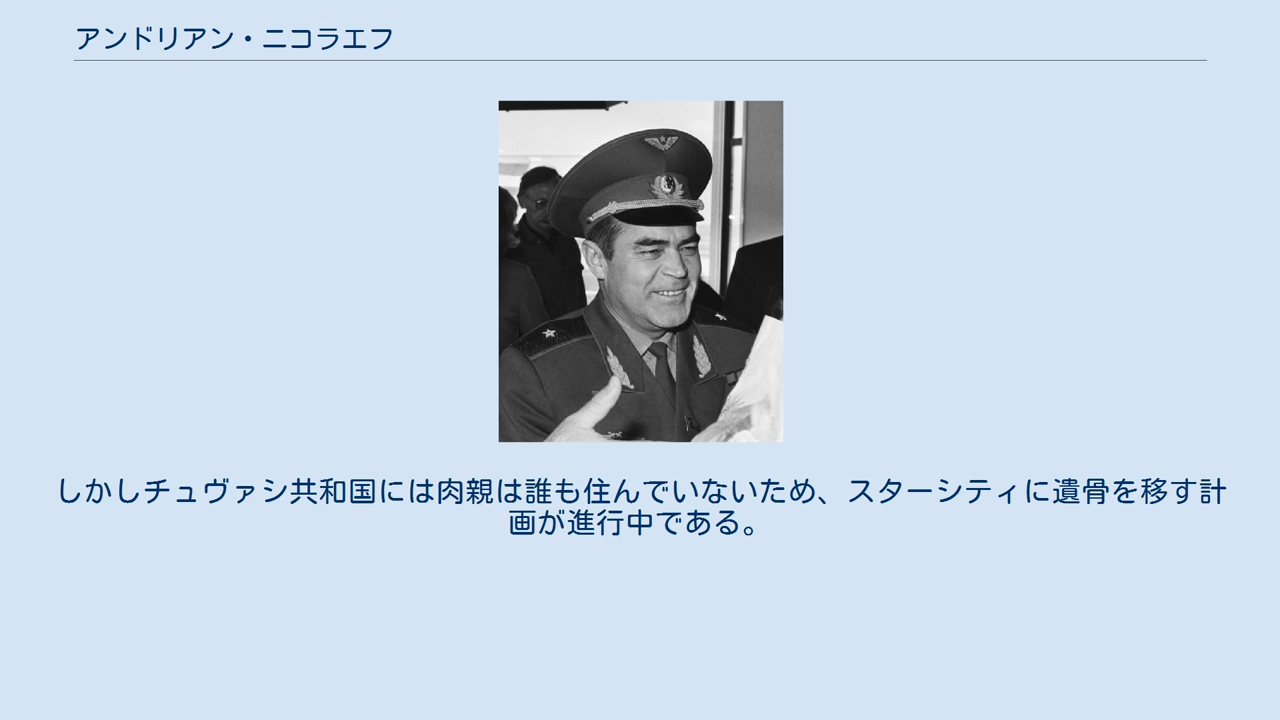 アンドリアン・ニコラエフ
しかしチュヴァシ共和国には肉親は誰も住んでいないため、スターシティに遺骨を移す計
画が進行中である。